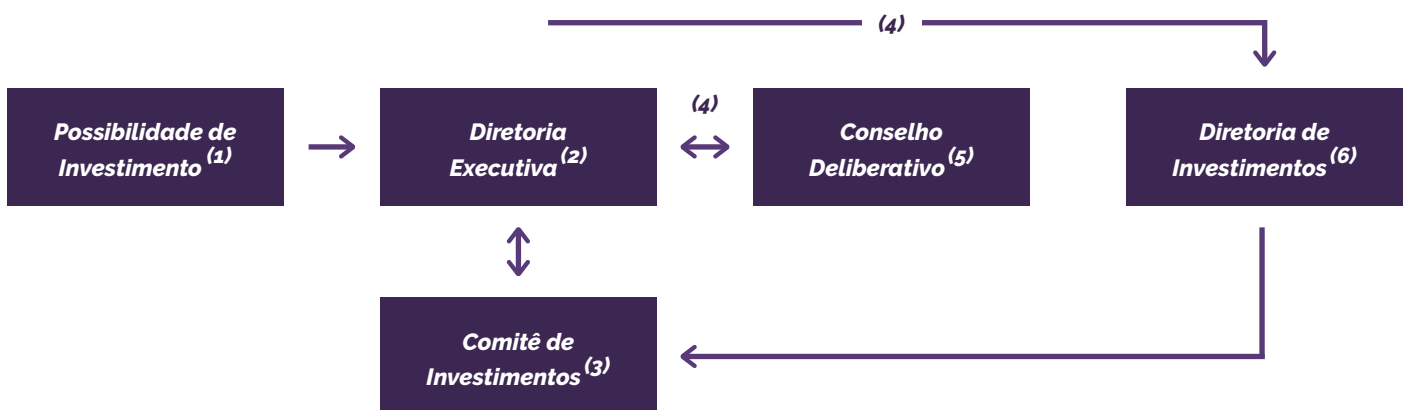 (4)
(4)
Possibilidade de
Investimento (1)
Diretoria
Executiva (2)
Conselho
Deliberativo (5)
Diretoria de
Investimentos (6)
Comitê de
Investimentos (3)